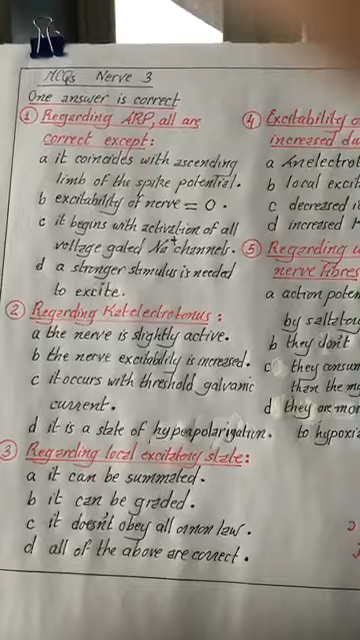 MCQs Nerve 3
One answer is correct
① Regarding ARP, all are
correct except:
a it coincides with ascending
limb of the spike potential.
b excitability of nerve = 0.
c it begins with activation of all
voltage gated Na+ channels.
d a stronger stimulus is needed
to excite.
② Regarding Katelectrotonus:
a the nerve is slightly active.
b the nerve excitability is increased.
c it occurs with threshold galvanic
current.
d it is a state of hyperpolarization.
③ Regarding local excitatory state:
a it can be summated.
b it can be graded.
c it doesn't obey all or non law.
d all of the above are correct.
④ Excitability
increased
a Anelectrot
b local excit
c decreased
d increased
⑤ Regarding
nerve fibres
a action poten
by saltato
b they don't
c they consum
than the my
d they are mor
to hypoxi